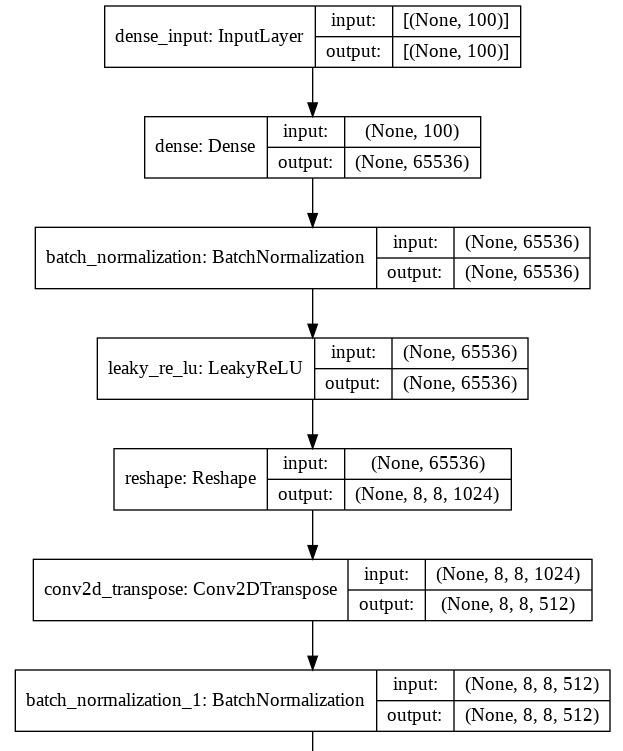 dense_input: InputLayer
input:
[(None, 100)]
output:
[(None, 100)]
dense: Dense
input:
(None, 100)
output:
(None, 65536)
batch_normalization: BatchNormalization
input:
(None, 65536)
output:
(None, 65536)
leaky_re_lu: LeakyReLU
input:
(None, 65536)
output:
(None, 65536)
reshape: Reshape
input:
(None, 65536)
output:
(None, 8, 8, 1024)
conv2d_transpose: Conv2DTranspose
input:
(None, 8, 8, 1024)
output:
(None, 8, 8, 512)
batch_normalization_1: BatchNormalization
input:
(None, 8, 8, 512)
output:
(None, 8, 8, 512)